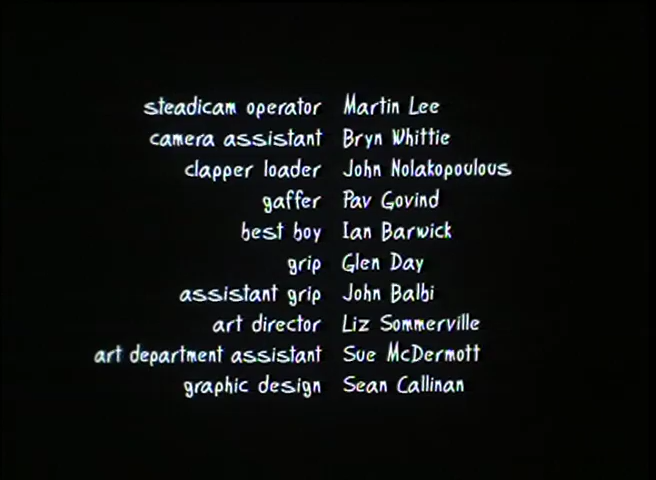 steadicam operator Martin Lee
camera assistant Bryn Whittie
clapper loader John Nolakopoulous
gaffer Pav Govind
best boy Ian Barwick
grip Glen Day
assistant grip John Balbi
art director Liz Sommerville
art department assistant Sue McDermott
graphic design Sean Callinan